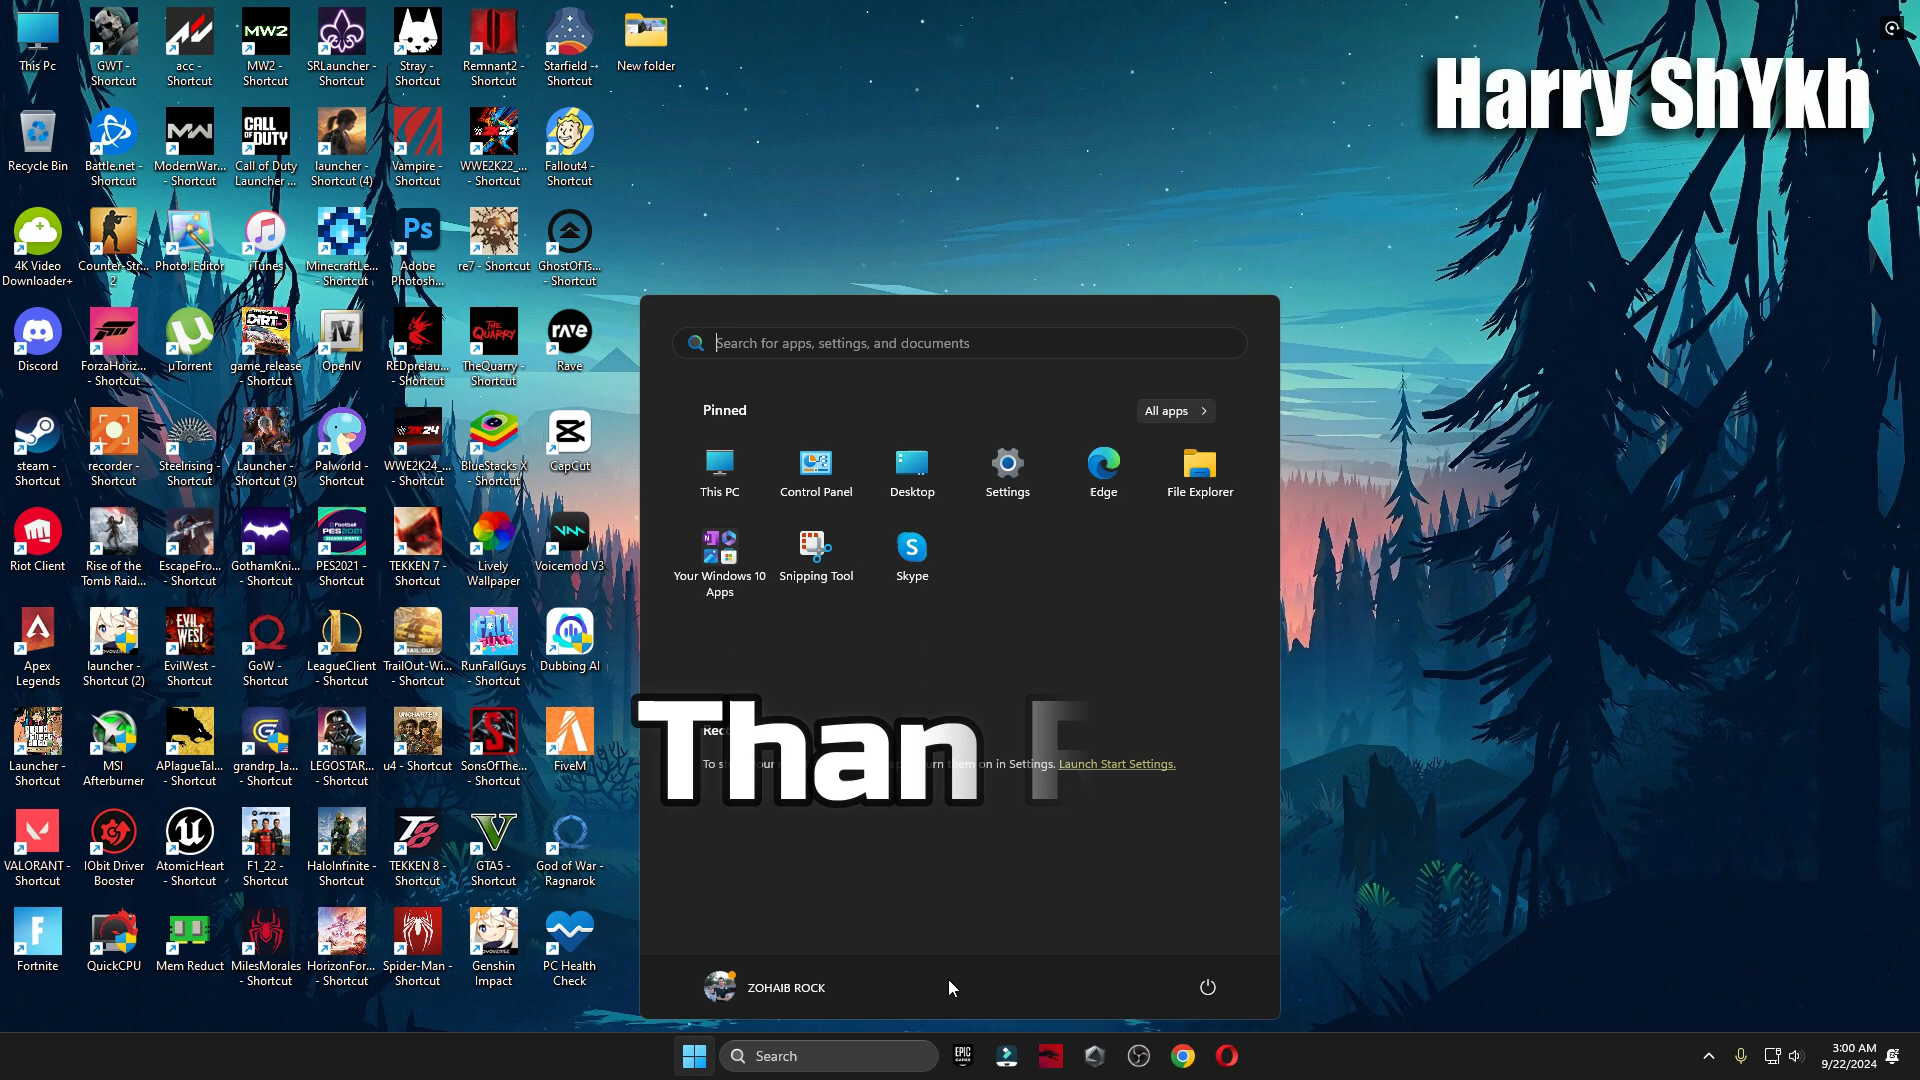 This Pc
GWT -
Shortcut
acc -
Shortcut
MW2 -
Shortcut
SRLauncher -
Shortcut
Stray -
Shortcut
Remnant2 -
Shortcut
Starfield --
Shortcut
New folder
Harry ShYkh
Recycle Bin
Battle.net -
Shortcut
ModernWar...
- Shortcut
Call of Duty
Launcher ...
launcher -
Shortcut (4)
Vampire -
Shortcut
WWE2K22_...
- Shortcut
Fallout4 -
Shortcut
4K Video
Downloader+
Counter-Str...
2
Photo! Editor
iTunes
MinecraftLe...
- Shortcut
Adobe
Photosh...
re7 - Shortcut
GhostOfTs...
- Shortcut
Discord
ForzaHoriz...
- Shortcut
µTorrent
game_release
- Shortcut
OpenIV
REDprelau...
- Shortcut
TheQuarry -
Shortcut
Rave
steam -
Shortcut
recorder -
Shortcut
Steelrising -
Shortcut
Launcher -
Shortcut (3)
Palworld -
Shortcut
WWE2K24_...
- Shortcut
BlueStacks X
- Shortcut
CapCut
Riot Client
Rise of the
Tomb Raid...
EscapeFro...
- Shortcut
GothamKni...
- Shortcut
PES2021 -
Shortcut
TEKKEN 7 -
Shortcut
Lively
Wallpaper
Voicemod V3
Apex
Legends
launcher -
Shortcut (2)
EvilWest -
Shortcut
GoW -
Shortcut
LeagueClient
- Shortcut
TrailOut-Wi...
- Shortcut
RunFallGuys
- Shortcut
Dubbing AI
Launcher -
Shortcut
MSI
Afterburner
APlagueTal...
- Shortcut
grandrp_la...
- Shortcut
LEGOSTAR...
- Shortcut
u4 - Shortcut
SonsOfThe...
- Shortcut
FiveM
VALORANT -
Shortcut
IObit Driver
Booster
AtomicHeart
- Shortcut
F1_22 -
Shortcut
HaloInfinite -
Shortcut
TEKKEN 8 -
Shortcut
GTA5 -
Shortcut
God of War -
Ragnarok
Fortnite
QuickCPU
Mem Reduct
MilesMorales
- Shortcut
HorizonFor...
- Shortcut
Spider-Man -
Shortcut
Genshin
Impact
PC Health
Check
Search for apps, settings, and documents
Pinned
All apps
This PC
Control Panel
Desktop
Settings
Edge
File Explorer
Your Windows 10
Apps
Snipping Tool
Skype
Than
on in Settings. Launch Start Settings.
ZOHAIB ROCK
Search
3:00 AM
9/22/2024